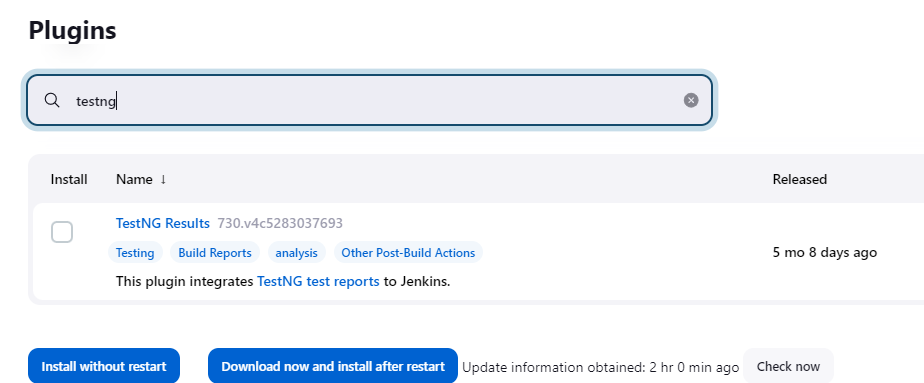 Plugins
testng
Install Name ↓ Released
TestNG Results 730.v4c5283037693
Testing Build Reports analysis Other Post-Build Actions
5 mo 8 days ago
This plugin integrates TestNG test reports to Jenkins.
Install without restart Download now and install after restart Update information obtained: 2 hr 0 min ago Check now